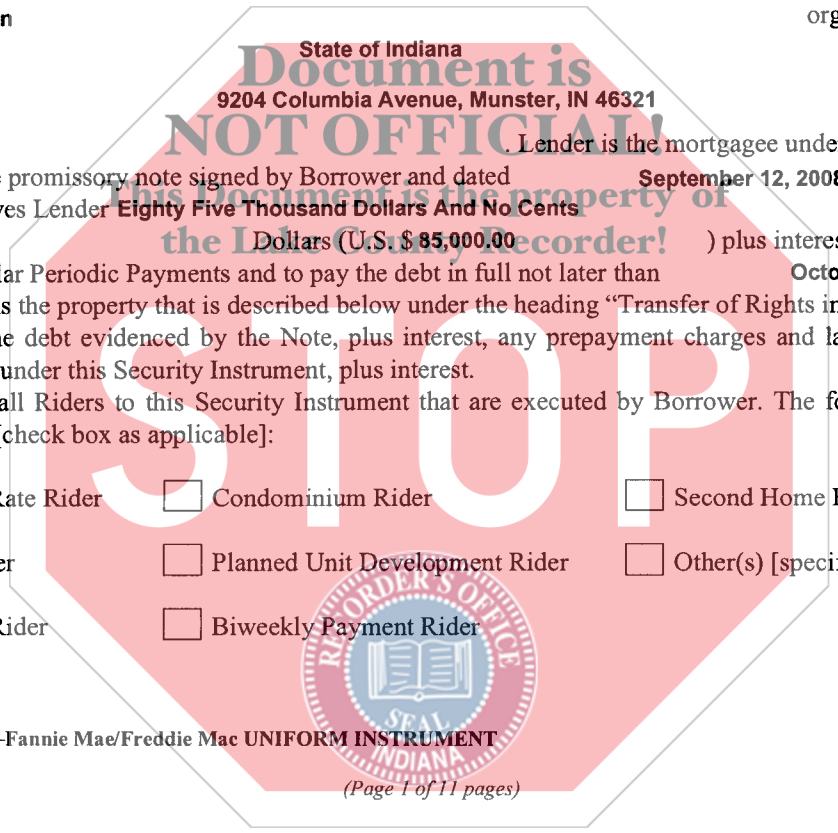 n org
State of Indiana
Document is
9204 Columbia Avenue, Munster, IN 46321
NOT OFFICIAL!
. Lender is the mortgagee unde
promissory note signed by Borrower and dated September 12, 2008
This Document is the property of
ves Lender Eighty Five Thousand Dollars And No Cents
the Lake County Recorder!
Dollars (U.S. $ 85,000.00 ) plus interes
lar Periodic Payments and to pay the debt in full not later than Octo
s the property that is described below under the heading “Transfer of Rights in
e debt evidenced by the Note, plus interest, any prepayment charges and la
under this Security Instrument, plus interest.
all Riders to this Security Instrument that are executed by Borrower. The fo
[check box as applicable]:
STOP
Rate Rider Condominium Rider Second Home R
er Planned Unit Development Rider Other(s) [speci
Rider Biweekly Payment Rider
RECORDER'S OFFICE
SEAL
INDIANA
-Fannie Mae/Freddie Mac UNIFORM INSTRUMENT
(Page 1 of 11 pages)